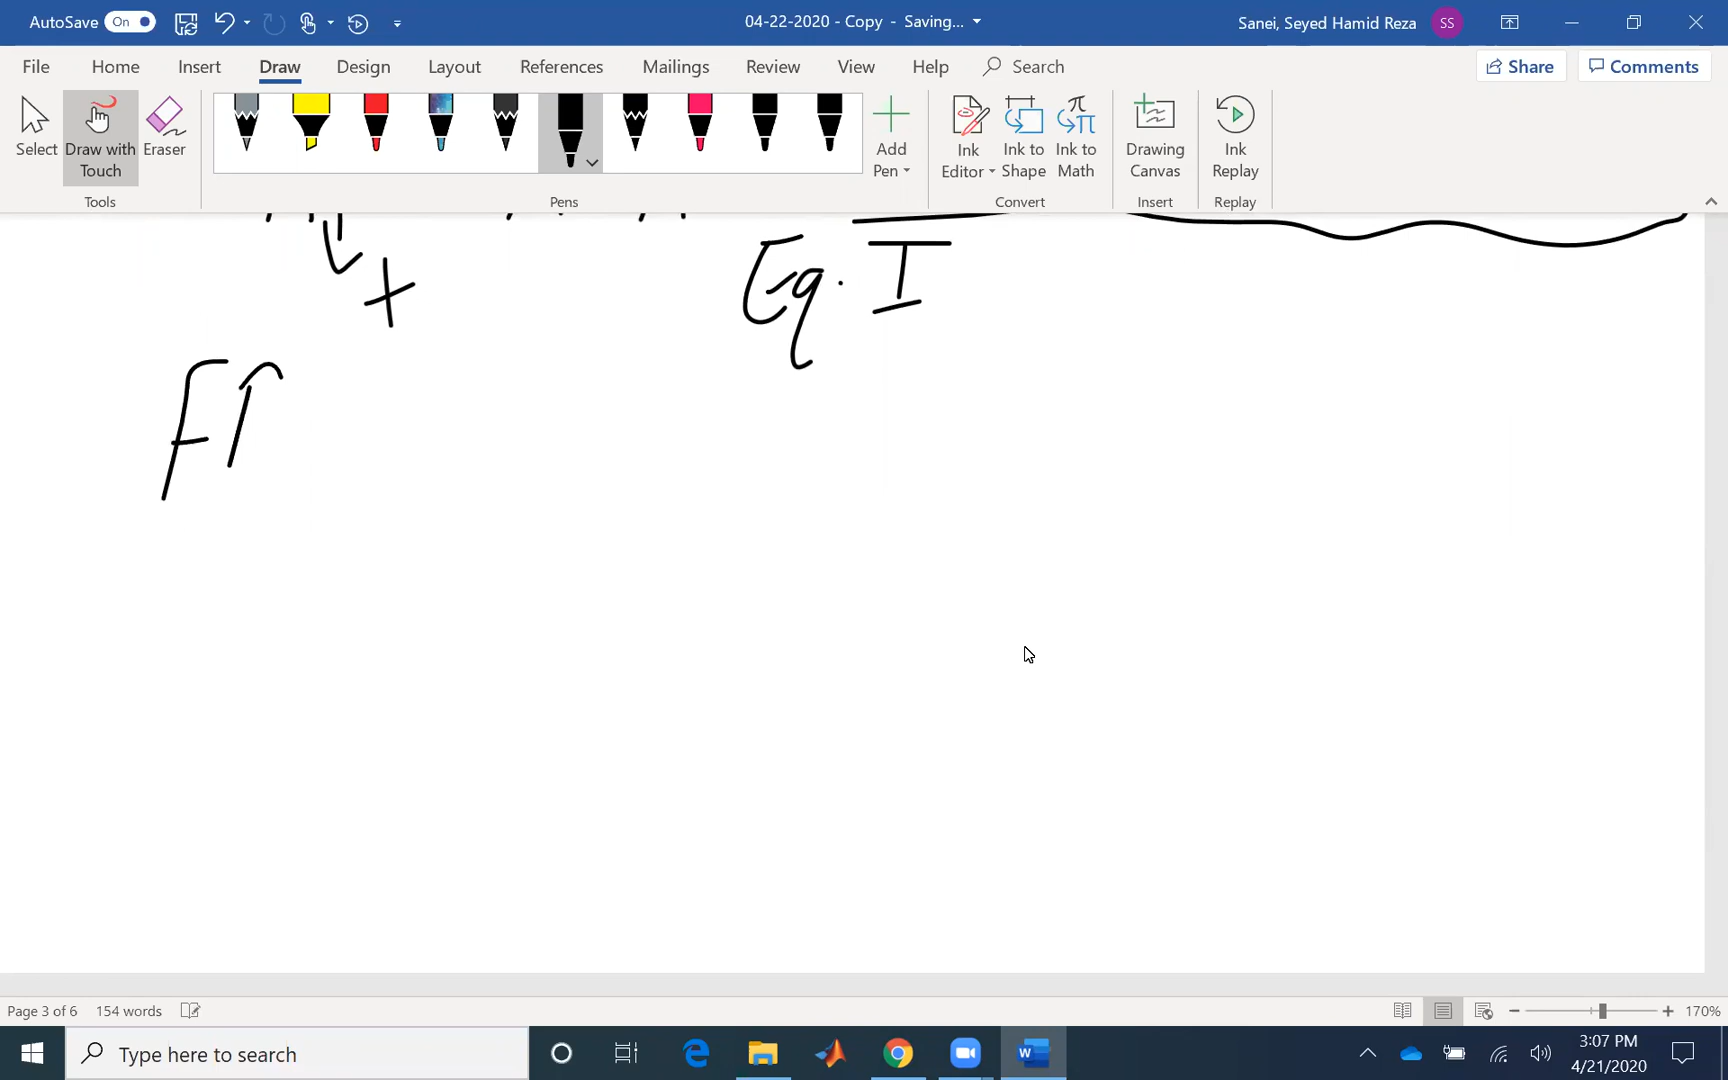 AutoSave On 04-22-2020 - Copy - Saving... Sanei, Seyed Hamid Reza SS
File Home Insert Draw Design Layout References Mailings Review View Help Search Share Comments
Select Draw with Touch Eraser Add Pen Ink Editor Ink to Shape Ink to Math Drawing Canvas Ink Replay
Tools Pens Convert Insert Replay
+
Eq. I
Fr
Page 3 of 6 154 words 170%
Type here to search
3:07 PM
4/21/2020